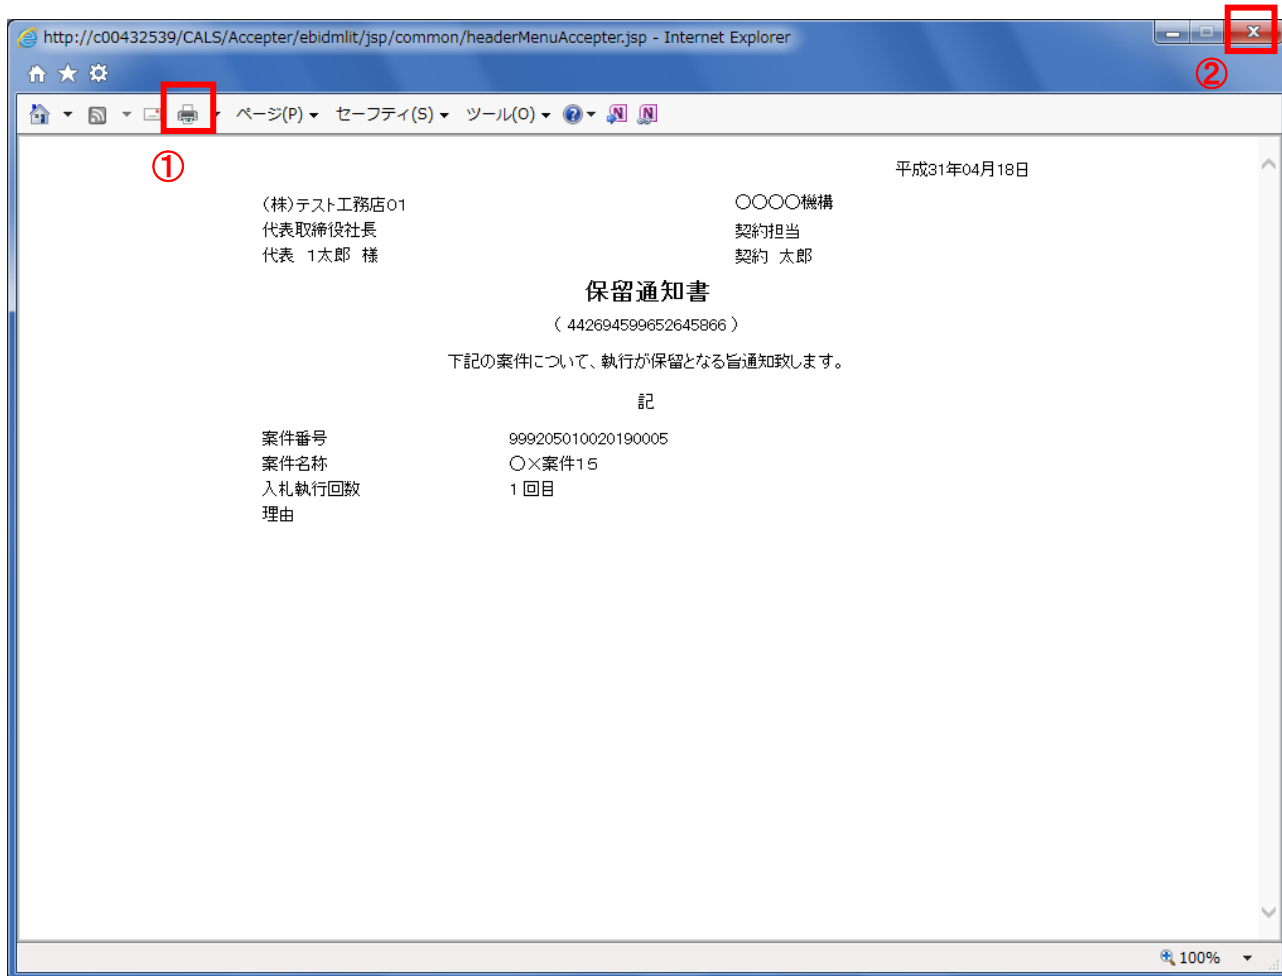 http://c00432539/CALS/Accepter/ebidmlit/jsp/common/headerMenuAccepter.jsp - Internet Explorer
②
ページ(P) セーフティ(S) ツール(O)
①
平成31年04月18日
(株)テスト工務店01
〇〇〇〇機構
代表取締役社長
契約担当
代表 1太郎 様
契約 太郎
保留通知書
( 442694599652645866 )
下記の案件について、執行が保留となる旨通知致します。
記
案件番号 999205010020190005
案件名称 〇×案件15
入札執行回数 1回目
理由
100%